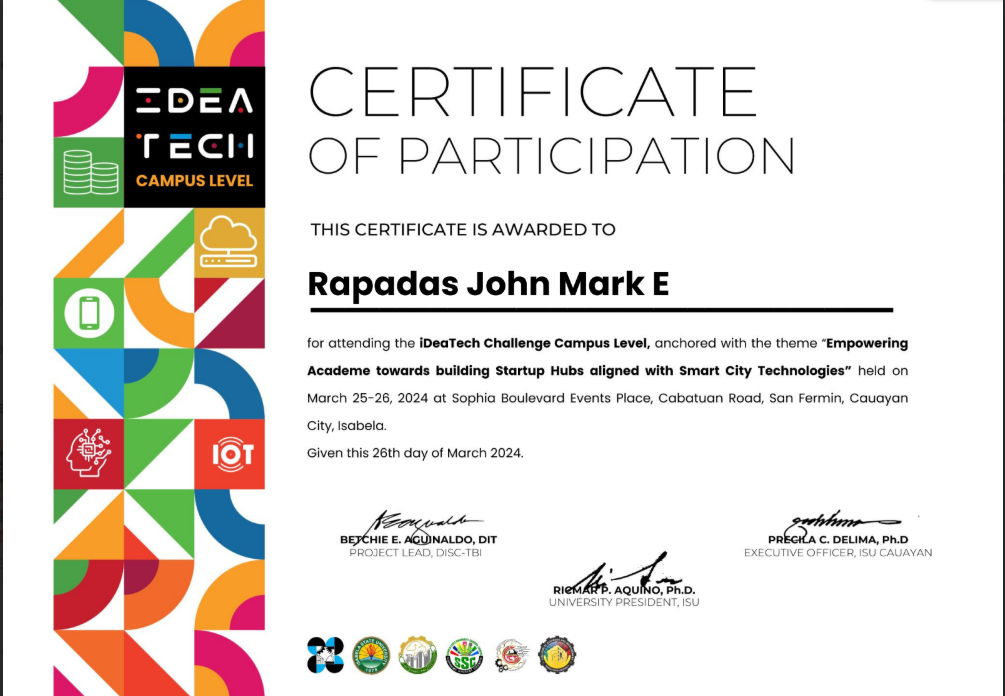 IDEA
TECH
CAMPUS LEVEL
CERTIFICATE
OF PARTICIPATION
THIS CERTIFICATE IS AWARDED TO
Rapadas John Mark E
for attending the iDeaTech Challenge Campus Level, anchored with the theme “Empowering
Academe towards building Startup Hubs aligned with Smart City Technologies” held on
March 25-26, 2024 at Sophia Boulevard Events Place, Cabatuan Road, San Fermin, Cauayan
City, Isabela.
Given this 26th day of March 2024.
IOT
BETCHIE E. AGUINALDO, DIT
PROJECT LEAD, DISC-TBI
PRECILA C. DELIMA, Ph.D
EXECUTIVE OFFICER, ISU CAUAYAN
RICMAR P. AQUINO, Ph.D.
UNIVERSITY PRESIDENT, ISU
SSC